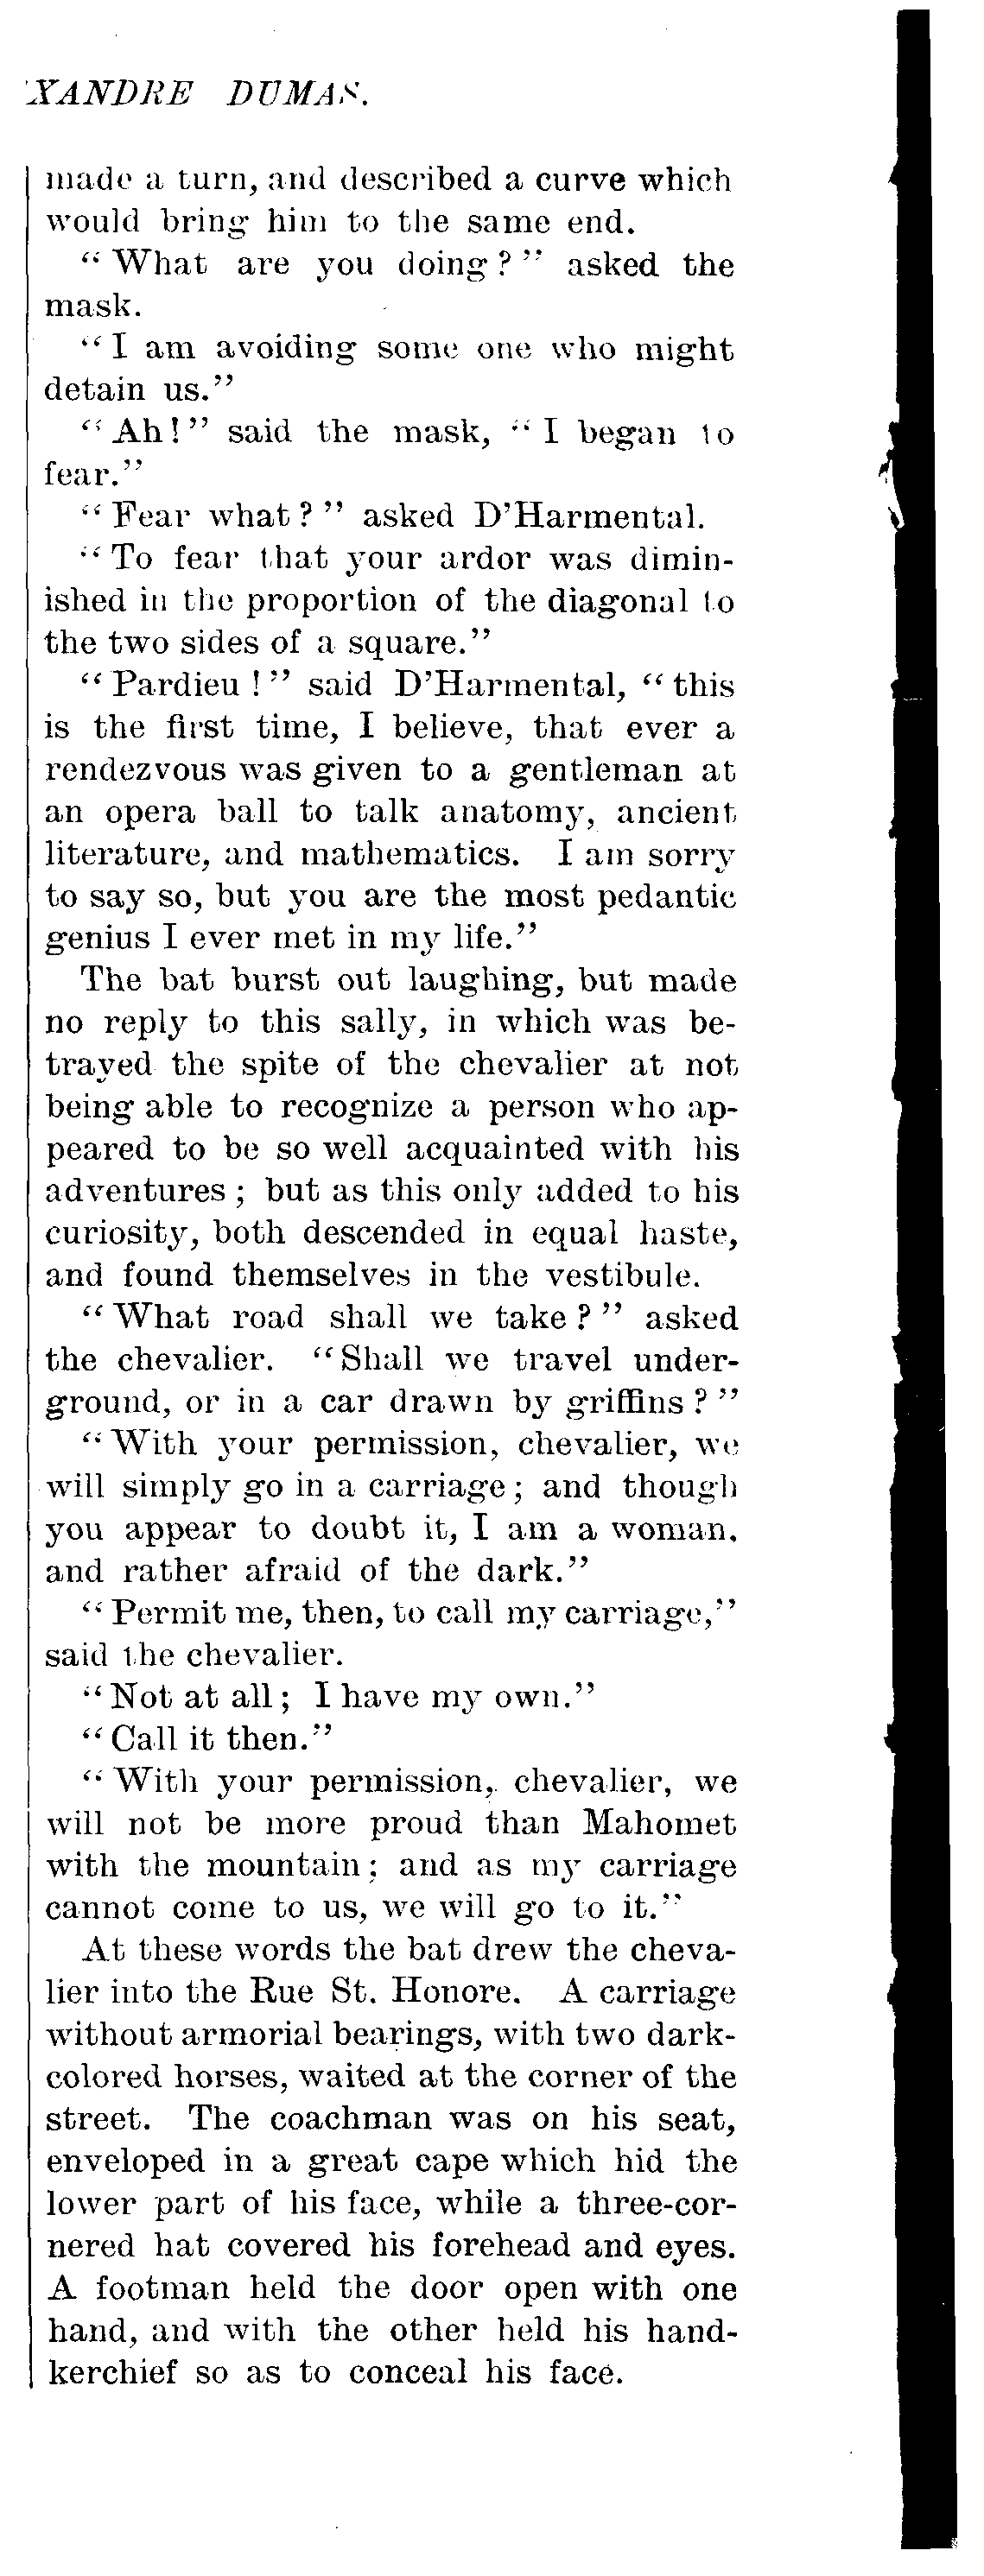 XANDRE DUMAS.
made a turn, and described a curve which
would bring him to the same end.
“ What are you doing ? ” asked the
mask.
“ I am avoiding some one who might
detain us.”
“ Ah ! ” said the mask, “ I began to
fear.”
“ Fear what ? ” asked D’Harmental.
“ To fear that your ardor was dimin-
ished in the proportion of the diagonal to
the two sides of a square.”
“ Pardieu ! ” said D’Harmental, “ this
is the first time, I believe, that ever a
rendezvous was given to a gentleman at
an opera ball to talk anatomy, ancient
literature, and mathematics. I am sorry
to say so, but you are the most pedantic
genius I ever met in my life.”
The bat burst out laughing, but made
no reply to this sally, in which was be-
trayed the spite of the chevalier at not
being able to recognize a person who ap-
peared to be so well acquainted with his
adventures ; but as this only added to his
curiosity, both descended in equal haste,
and found themselves in the vestibule.
“ What road shall we take ? ” asked
the chevalier. “ Shall we travel under-
ground, or in a car drawn by griffins ? ”
“ With your permission, chevalier, we
will simply go in a carriage ; and though
you appear to doubt it, I am a woman,
and rather afraid of the dark.”
“ Permit me, then, to call my carriage,”
said the chevalier.
“ Not at all ; I have my own.”
“ Call it then.”
“ With your permission, chevalier, we
will not be more proud than Mahomet
with the mountain ; and as my carriage
cannot come to us, we will go to it.”
At these words the bat drew the cheva-
lier into the Rue St. Honore. A carriage
without armorial bearings, with two dark-
colored horses, waited at the corner of the
street. The coachman was on his seat,
enveloped in a great cape which hid the
lower part of his face, while a three-cor-
nered hat covered his forehead and eyes.
A footman held the door open with one
hand, and with the other held his hand-
kerchief so as to conceal his face.